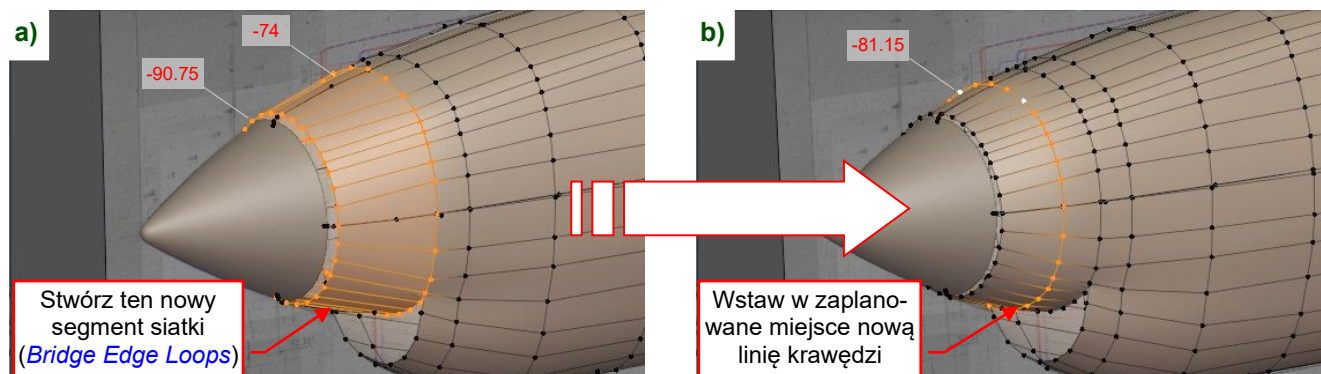 a)
-74
-90.75
Stwórz ten nowy
segment siatki
(Bridge Edge Loops)
b)
-81.15
Wstaw w zaplano-
wane miejsce nową
linię krawędzi